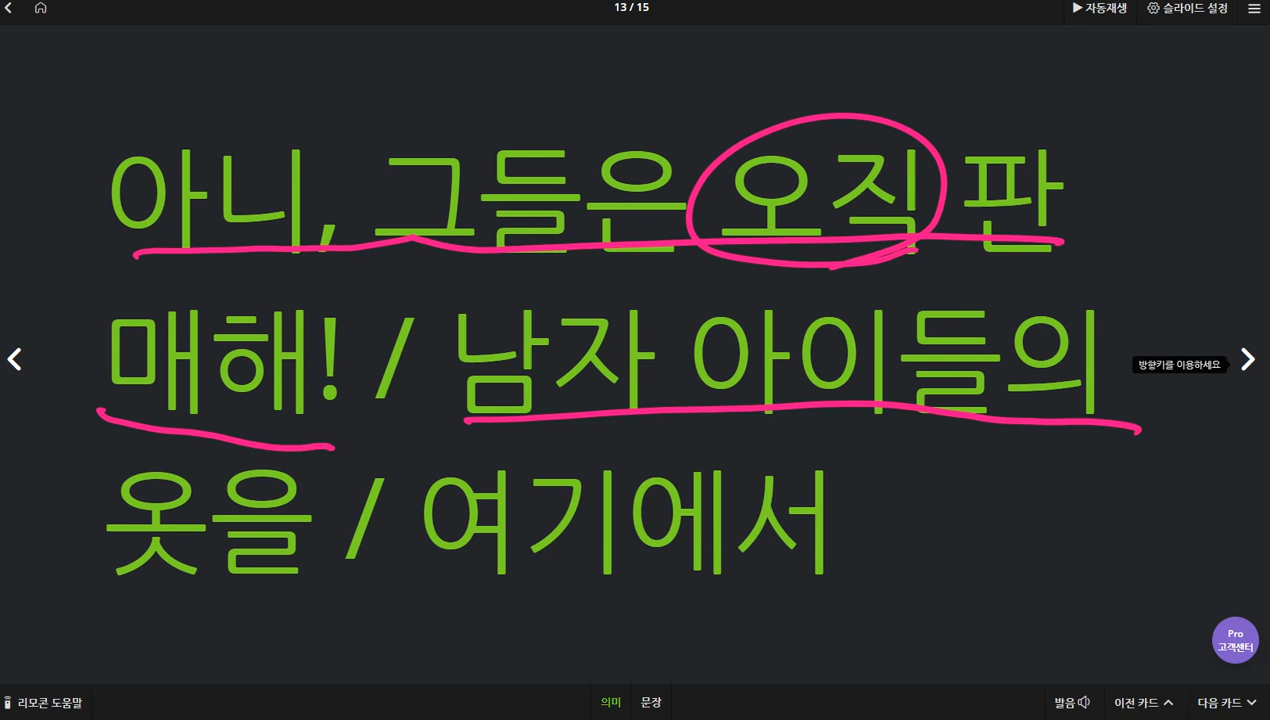 13 / 15
자동재생
슬라이드 설정
아니, 그들은 오직 판
매해! / 남자 아이들의
방향키를 이용하세요
옷을 / 여기에서
Pro
고객센터
리모콘 도움말
의미
문장
발음
이전 카드
다음 카드